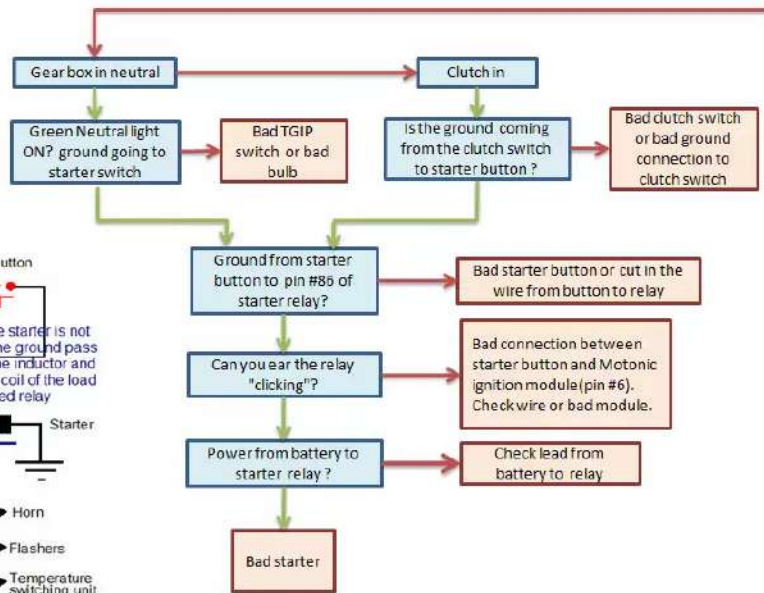 Gear box in neutral
Clutch in
Green Neutral light
ON? ground going to
starter switch
Bad TGIP
switch or bad
bulb
Is the ground coming
from the clutch switch
to starter button ?
Bad clutch switch
or bad ground
connection to
clutch switch
Ground from starter
button to pin #86 of
starter relay?
Bad starter button or cut in the
wire from button to relay
Can you ear the relay
"clicking"?
Bad connection between
starter button and Motonic
ignition module(pin #6).
Check wire or bad module.
Power from battery to
starter relay ?
Check lead from
battery to relay
Bad starter
utton
e starter is not
ne ground pass
ne inductor and
coil of the load
ed relay
Starter
Horn
Flashers
Temperature
switching unit